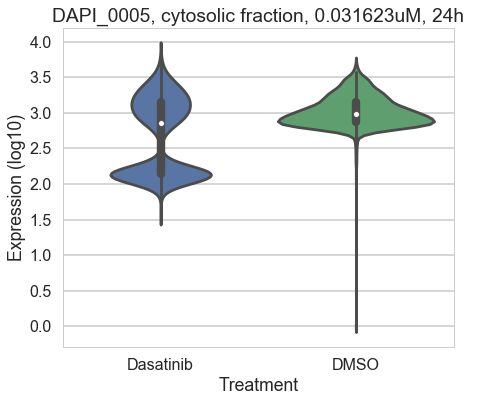 DAPI_0005, cytosolic fraction, 0.031623uM, 24h
4.0
3.5
3.0
2.5
2.0
1.5
1.0
0.5
0.0
Expression (log10)
Dasatinib
DMSO
Treatment